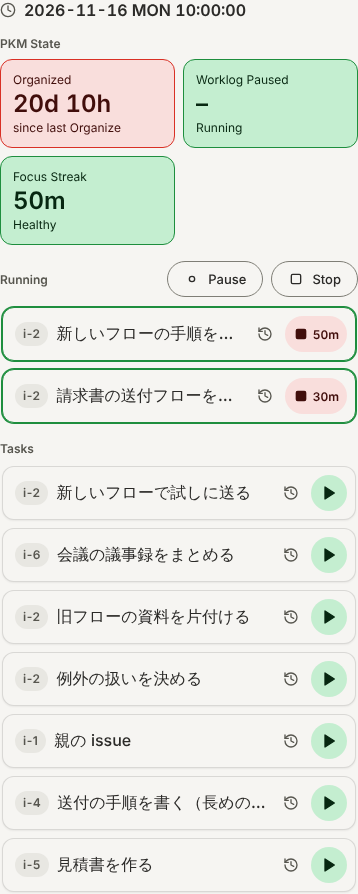 2026-11-16 MON 10:00:00
PKM State
Organized
20d 10h
since last Organize
Worklog Paused
–
Running
Focus Streak
50m
Healthy
Running
Pause
Stop
i-2 新しいフローの手順を… 50m
i-2 請求書の送付フローを… 30m
Tasks
i-2 新しいフローで試しに送る
i-6 会議の議事録をまとめる
i-2 旧フローの資料を片付ける
i-2 例外の扱いを決める
i-1 親の issue
i-4 送付の手順を書く（長めの…
i-5 見積書を作る